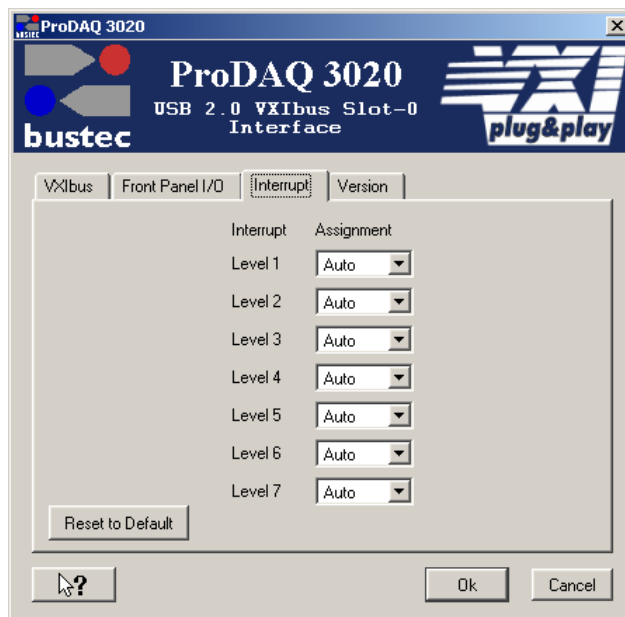 ProDAQ 3020
bustec
ProDAQ 3020
USB 2.0 VXIbus Slot-0
Interface
bustec
VXI
plug&play
VXIbus Front Panel I/O Interrupt Version
Interrupt Assignment
Level 1 Auto
Level 2 Auto
Level 3 Auto
Level 4 Auto
Level 5 Auto
Level 6 Auto
Level 7 Auto
Reset to Default
? Ok Cancel